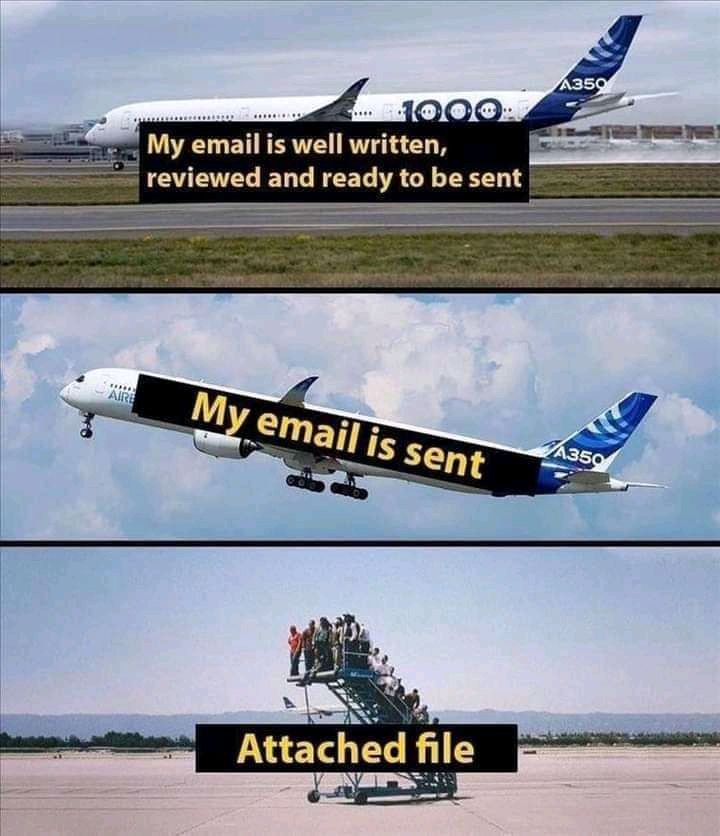 A350
1000
My email is well written,
reviewed and ready to be sent
AIRB
My email is sent
A350
Attached file